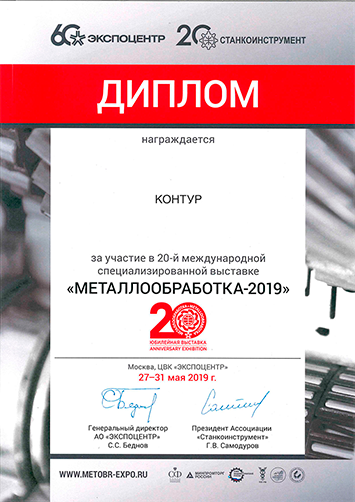 60 ЭКСПОЦЕНТР 20 СТАНКОИНСТРУМЕНТ
ДИПЛОМ
награждается
КОНТУР
за участие в 20-й международной
специализированной выставке
«МЕТАЛЛООБРАБОТКА-2019»
20
ЮБИЛЕЙНАЯ ВЫСТАВКА
ANNIVERSARY EXHIBITION
Москва, ЦВК «ЭКСПОЦЕНТР»
27–31 мая 2019 г.
Генеральный директор
АО «ЭКСПОЦЕНТР»
С.С. Беднов
Президент Ассоциации
«Станкоинструмент»
Г.В. Самодуров
WWW.METOBR-EXPO.RU
МИНПРОМТОРГ
РОССИИ